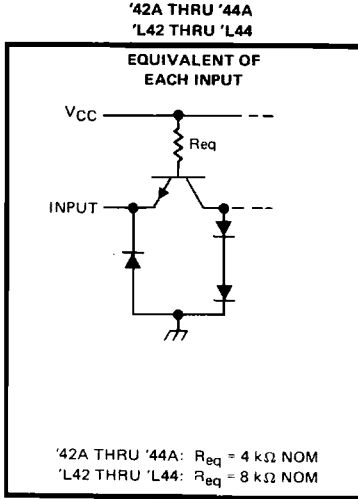 '42A THRU '44A
'L42 THRU 'L44
EQUIVALENT OF
EACH INPUT
VCC
Req
INPUT
'42A THRU '44A: Req = 4 kΩ NOM
'L42 THRU 'L44: Req = 8 kΩ NOM